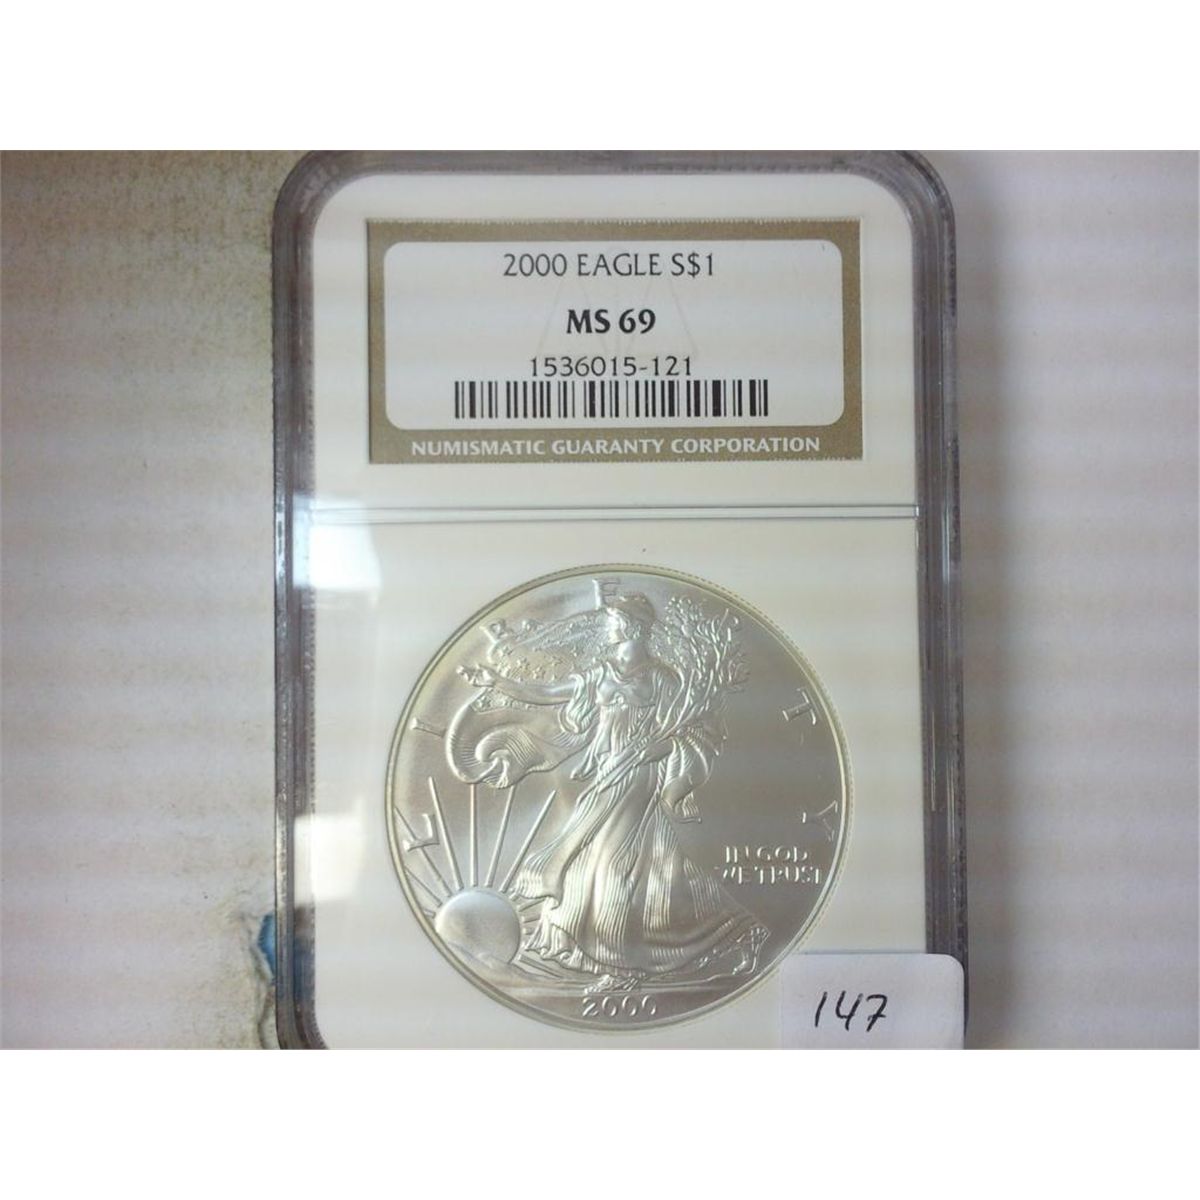 2000 EAGLE S$1
MS 69
1536015-121
NUMISMATIC GUARANTY CORPORATION
LIBERTY
IN GOD
WE TRUST
2000
147